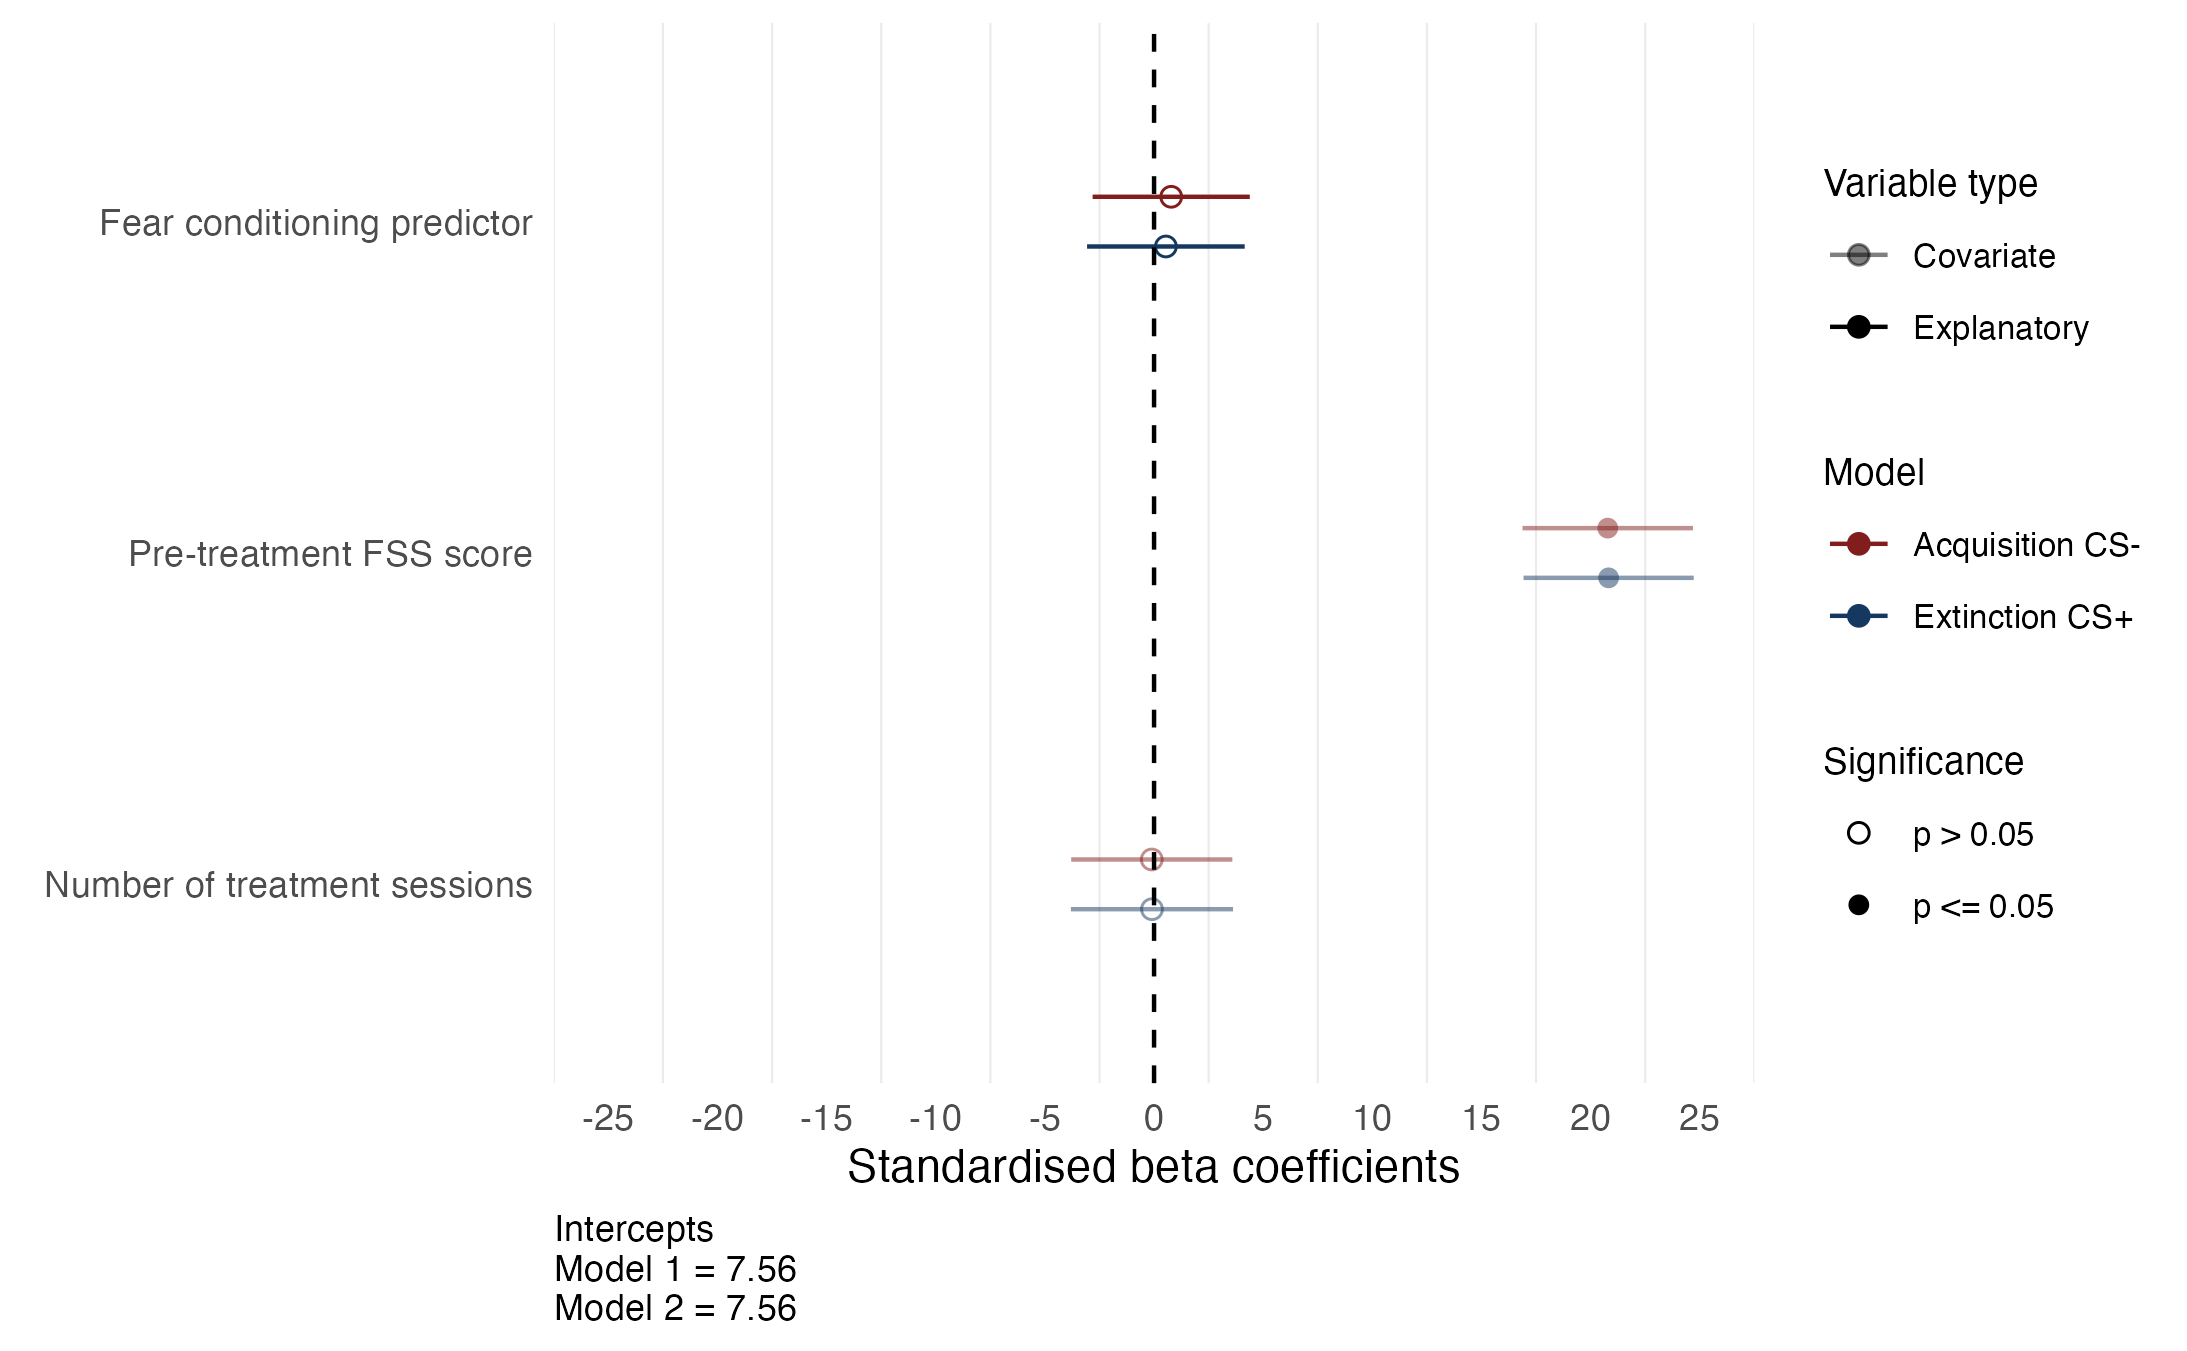 Fear conditioning predictor
Pre-treatment FSS score
Number of treatment sessions
-25 -20 -15 -10 -5 0 5 10 15 20 25
Standardised beta coefficients
Intercepts
Model 1 = 7.56
Model 2 = 7.56
Variable type
Covariate
Explanatory
Model
Acquisition CS-
Extinction CS+
Significance
p > 0.05
p <= 0.05